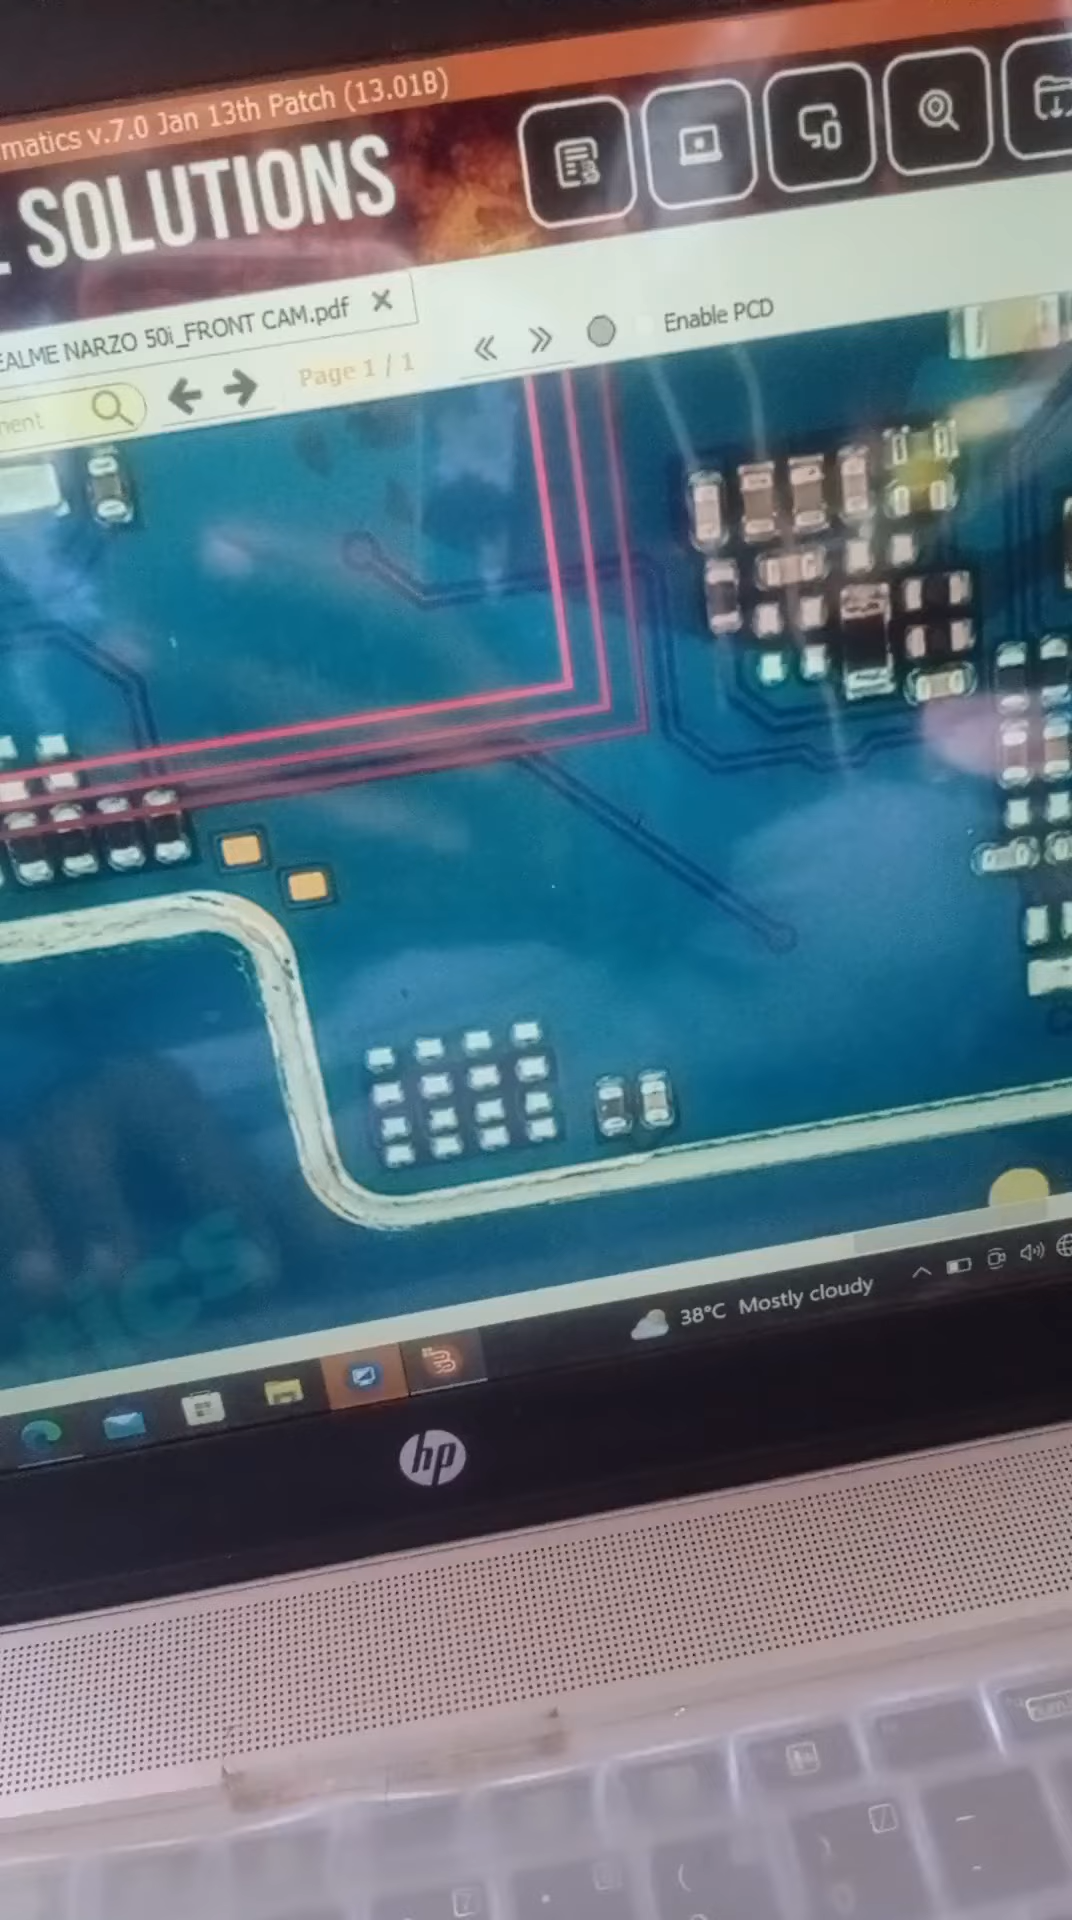 matics v.7.0 Jan 13th Patch (13.01B)
SOLUTIONS
EALME NARZO 50i_FRONT CAM.pdf
Enable PCD
Page 1 / 1
ment
38°C Mostly cloudy
hp